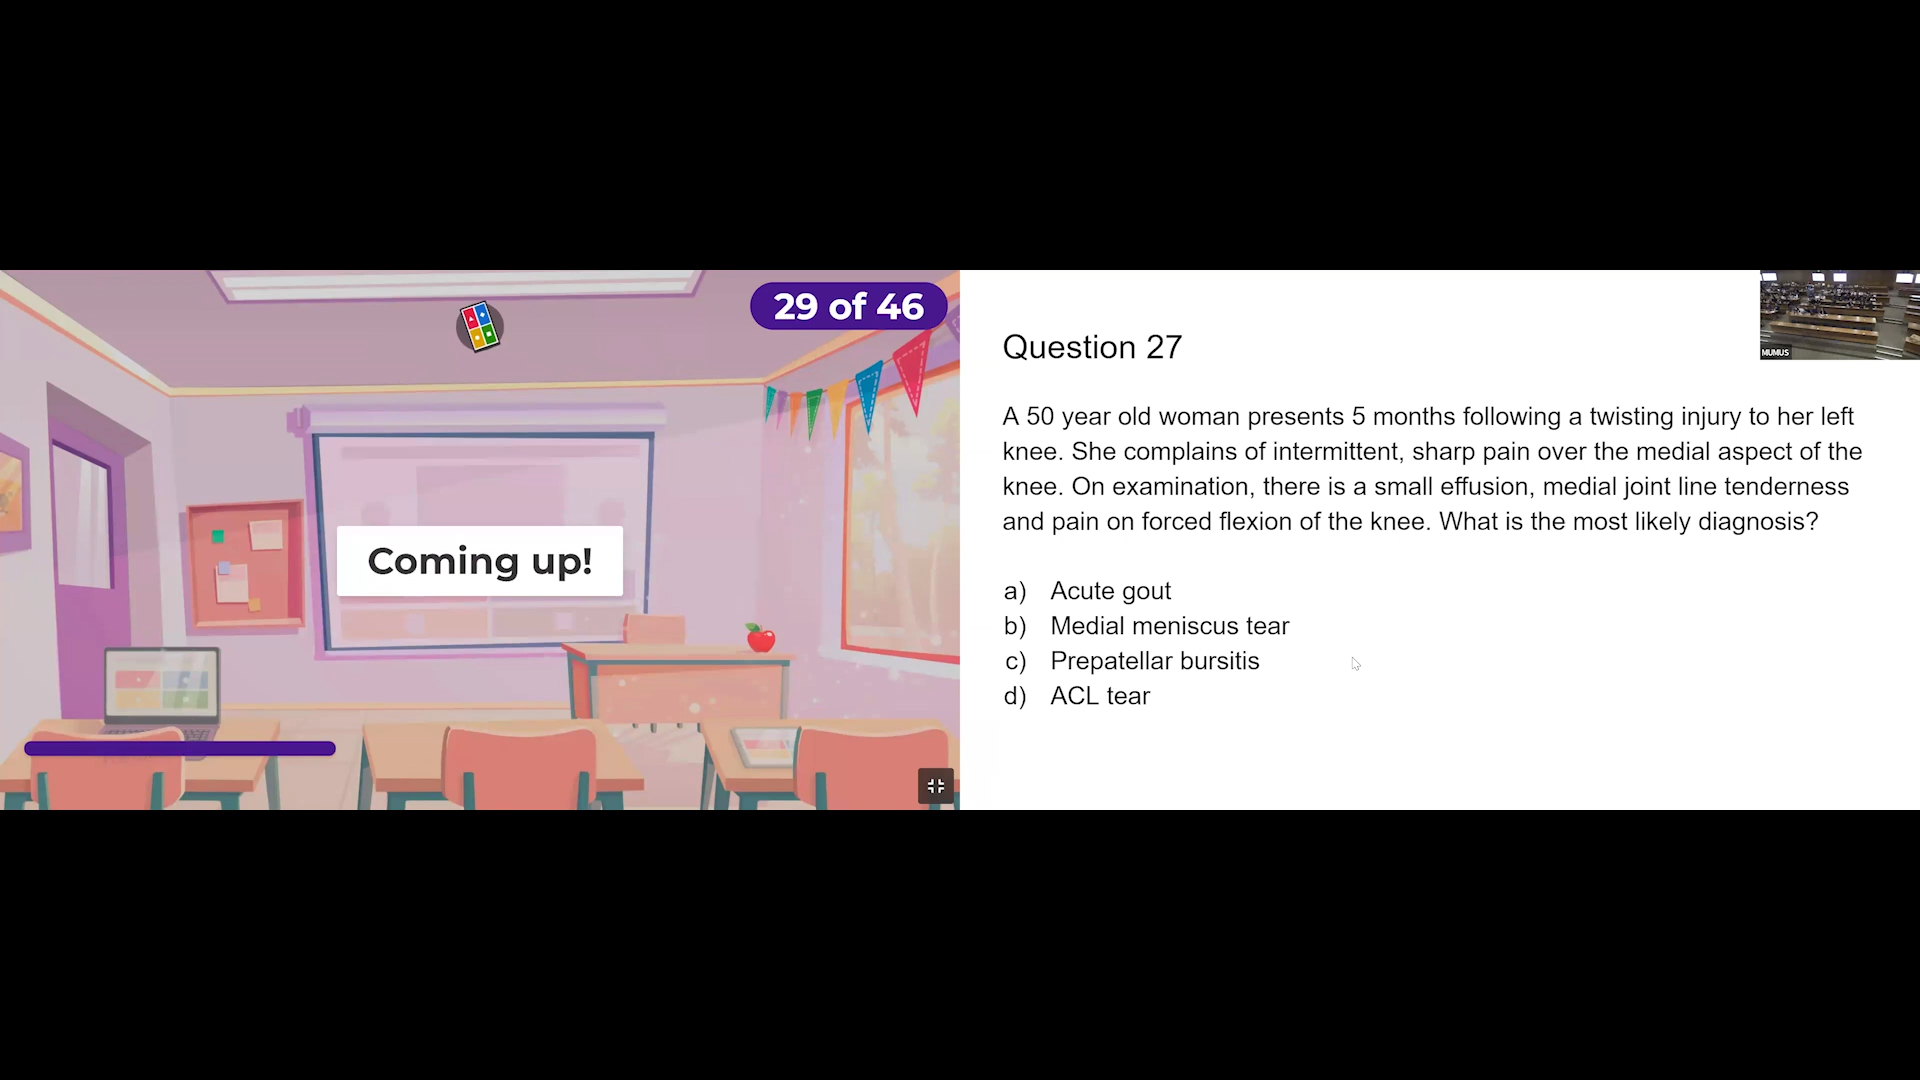 29 of 46
Coming up!
MUMUS
Question 27
A 50 year old woman presents 5 months following a twisting injury to her left
knee. She complains of intermittent, sharp pain over the medial aspect of the
knee. On examination, there is a small effusion, medial joint line tenderness
and pain on forced flexion of the knee. What is the most likely diagnosis?
a) Acute gout
b) Medial meniscus tear
c) Prepatellar bursitis
d) ACL tear